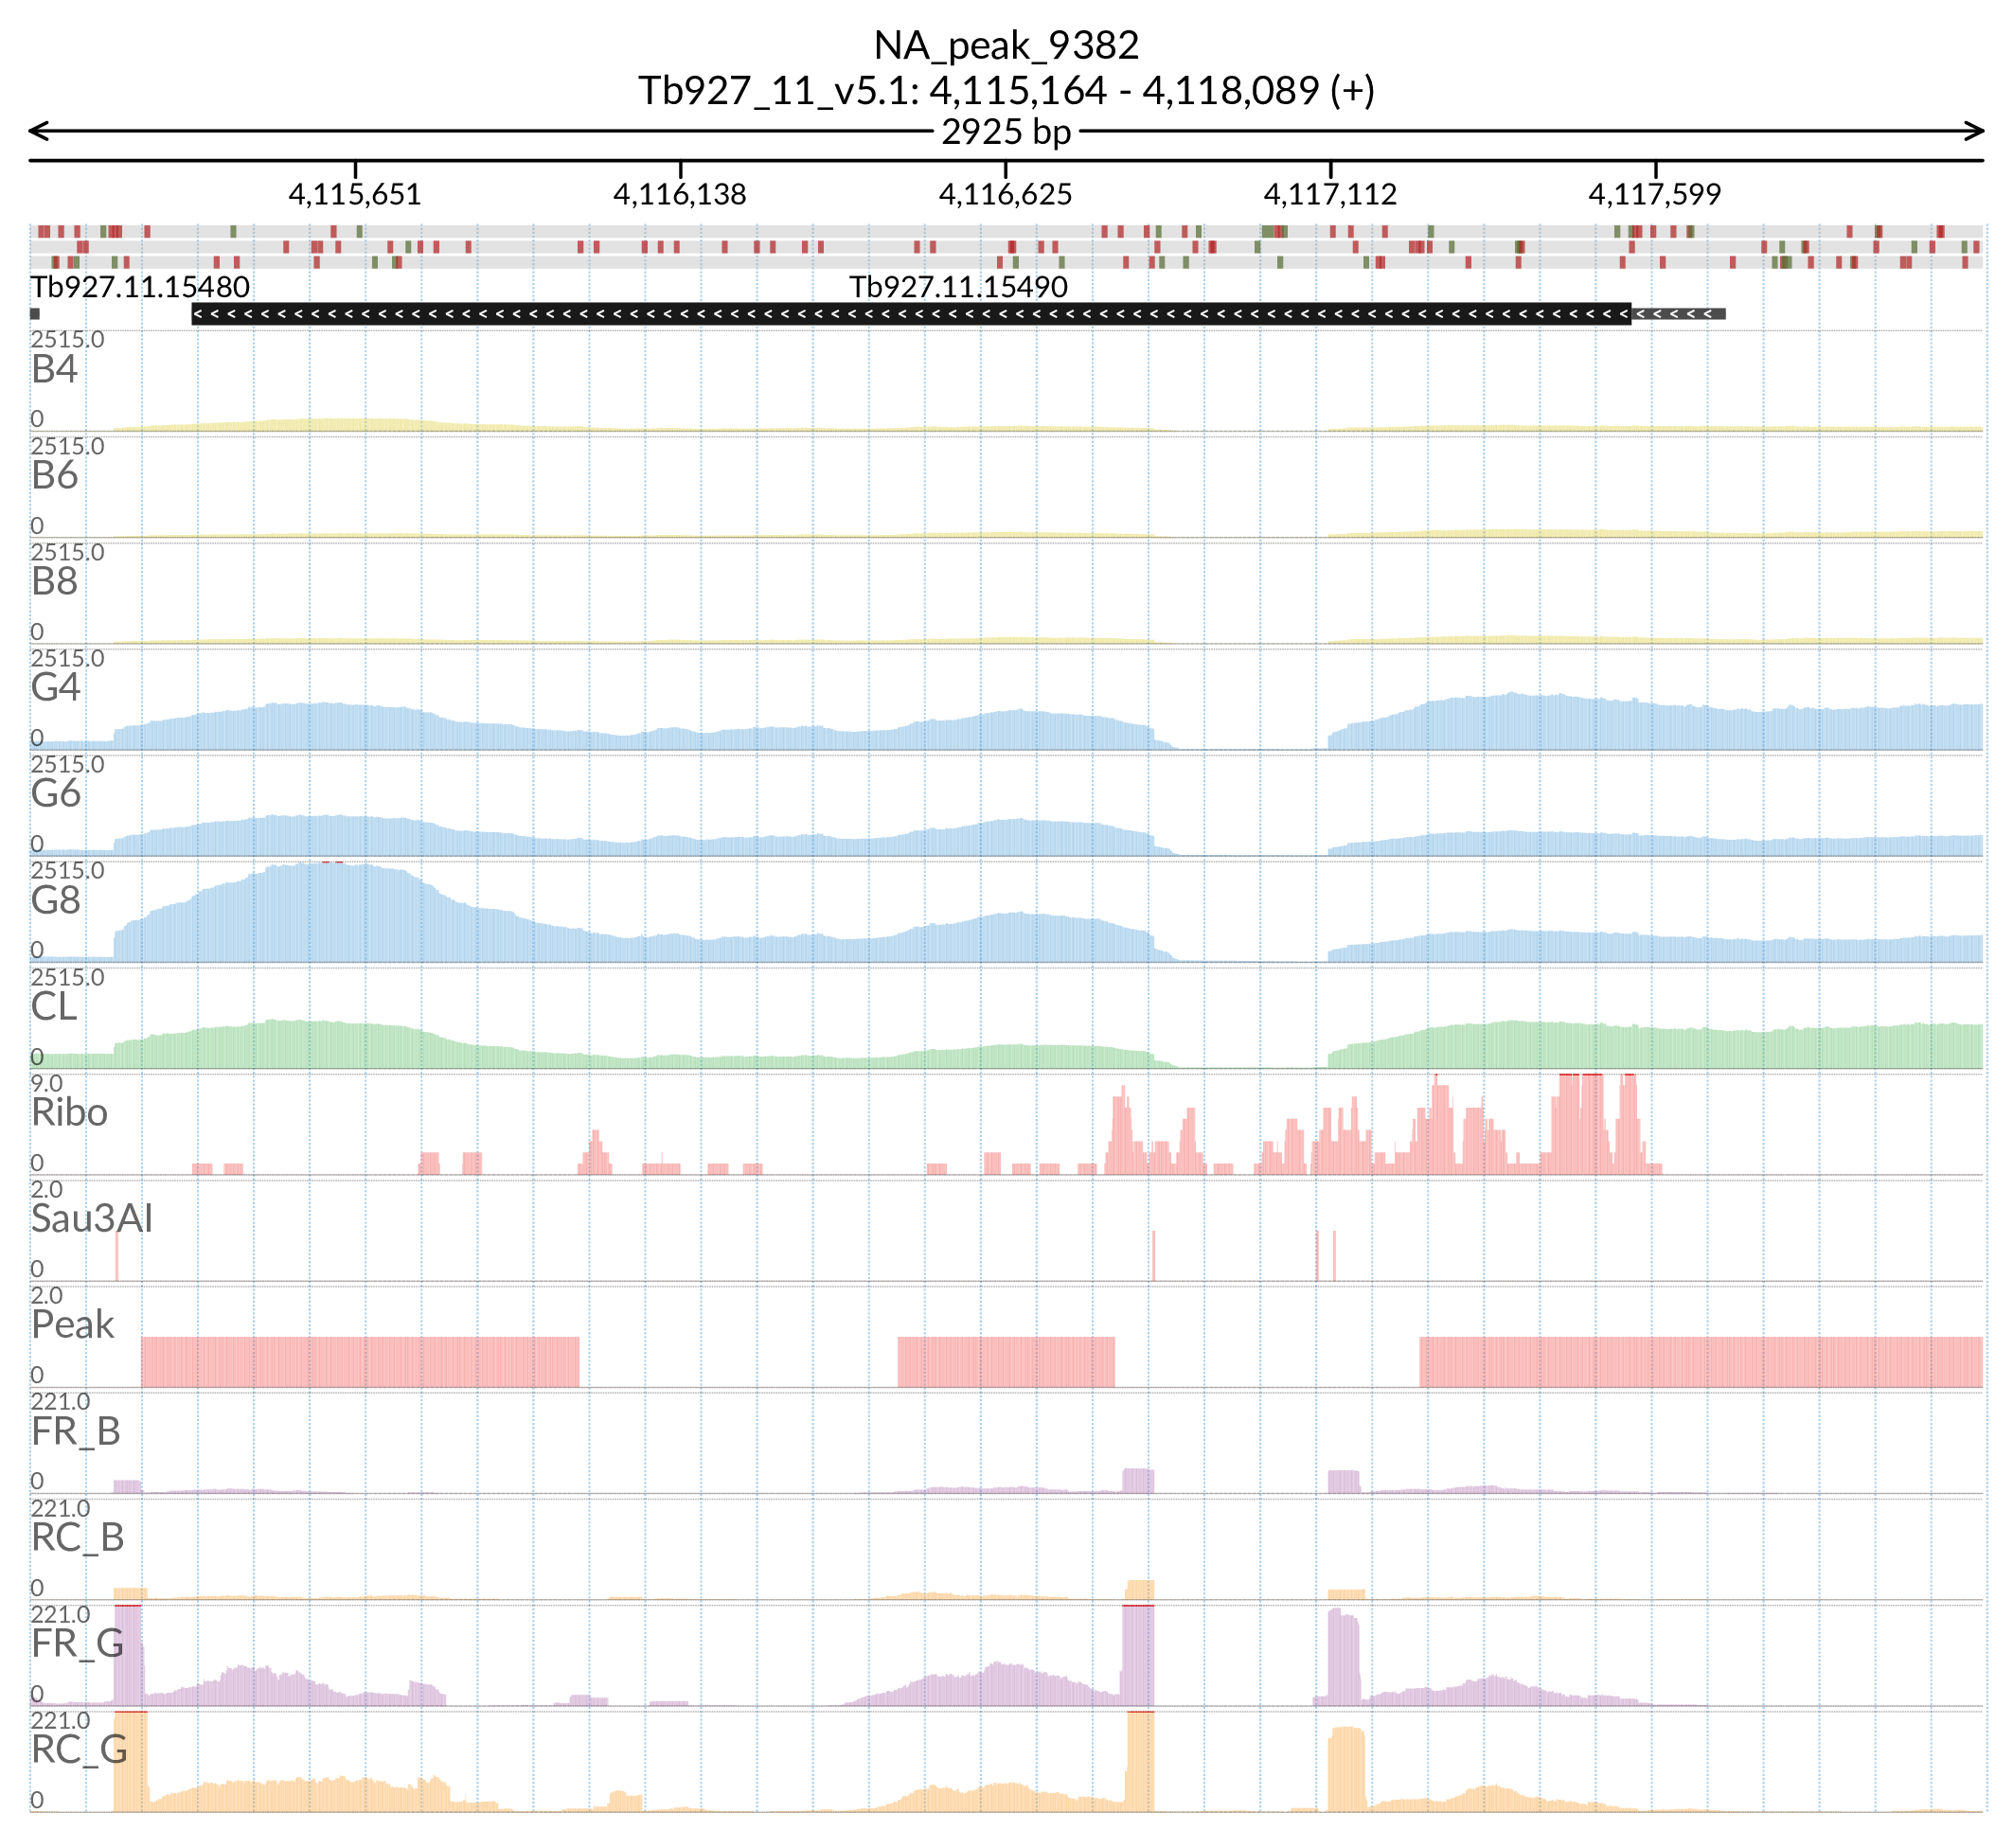 NA_peak_9382
Tb927_11_v5.1: 4,115,164 - 4,118,089 (+)
2925 bp
4,115,651 4,116,138 4,116,625 4,117,112 4,117,599
Tb927.11.15480 Tb927.11.15490
2515.0
B4
0
2515.0
B6
0
2515.0
B8
0
2515.0
G4
0
2515.0
G6
0
2515.0
G8
0
2515.0
CL
0
9.0
Ribo
0
2.0
Sau3AI
0
2.0
Peak
0
221.0
FR_B
0
221.0
RC_B
0
221.0
FR_G
0
221.0
RC_G
0